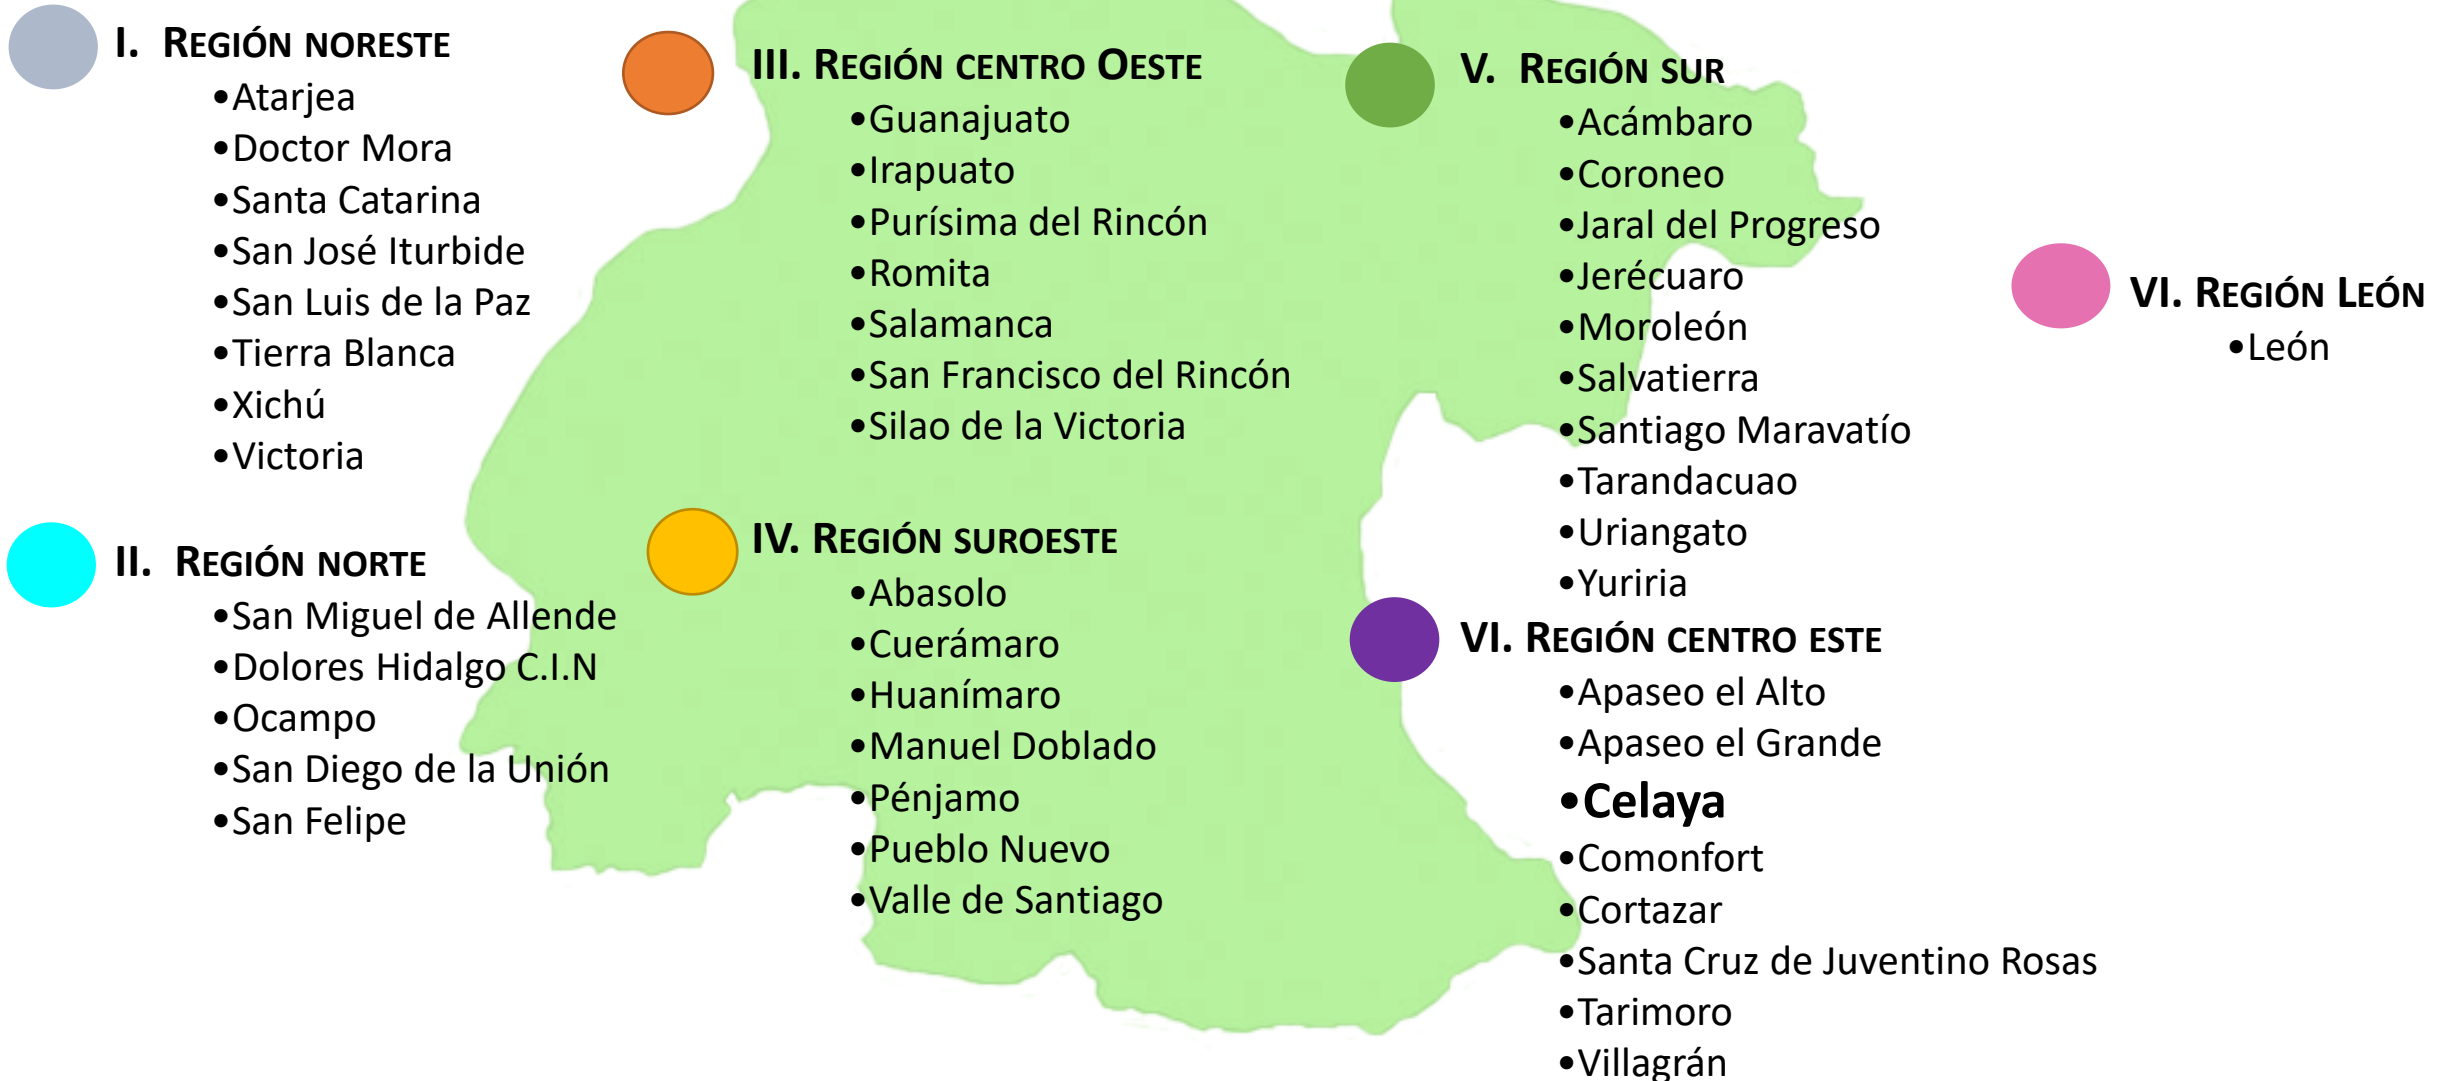 I. REGIÓN NORESTE
•Atarjea
•Doctor Mora
•Santa Catarina
•San José Iturbide
•San Luis de la Paz
•Tierra Blanca
•Xichú
•Victoria
II. REGIÓN NORTE
•San Miguel de Allende
•Dolores Hidalgo C.I.N
•Ocampo
•San Diego de la Unión
•San Felipe
III. REGIÓN CENTRO OESTE
•Guanajuato
•Irapuato
•Purísima del Rincón
•Romita
•Salamanca
•San Francisco del Rincón
•Silao de la Victoria
IV. REGIÓN SUROESTE
•Abasolo
•Cuerámaro
•Huanímaro
•Manuel Doblado
•Pénjamo
•Pueblo Nuevo
•Valle de Santiago
V. REGIÓN SUR
•Acámbaro
•Coroneo
•Jaral del Progreso
•Jerécuaro
•Moroleón
•Salvatierra
•Santiago Maravatío
•Tarandacuao
•Uriangato
•Yuriria
VI. REGIÓN CENTRO ESTE
•Apaseo el Alto
•Apaseo el Grande
•Celaya
•Comonfort
•Cortazar
•Santa Cruz de Juventino Rosas
•Tarimoro
•Villagrán
VI. REGIÓN LEÓN
•León